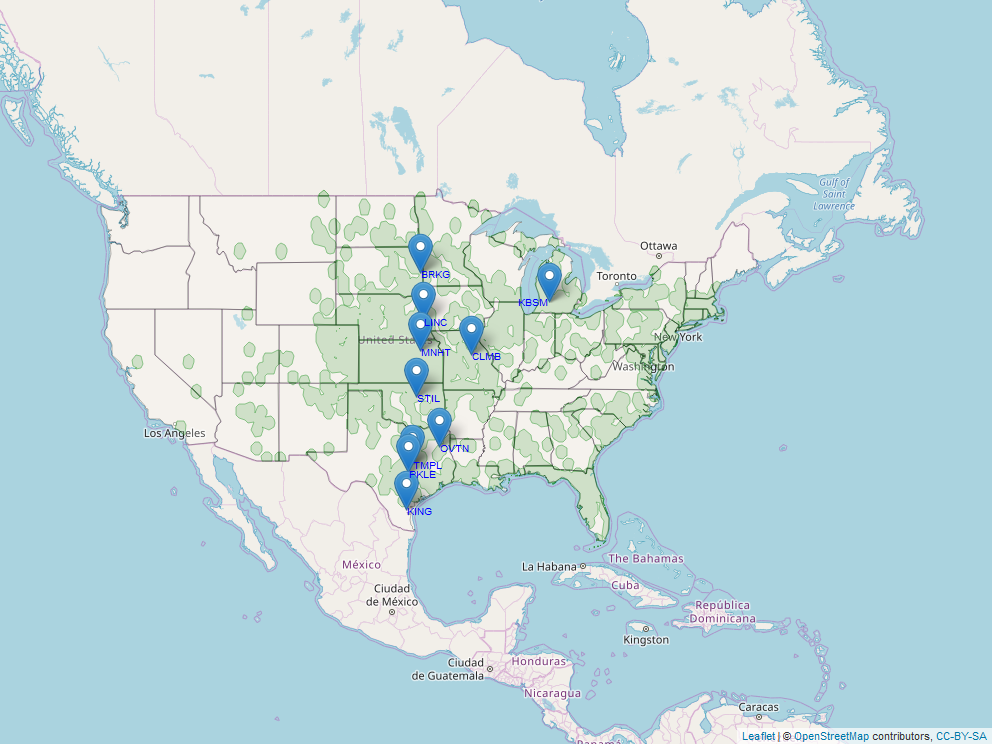 Gulf of
Saint
Lawrence
Ottawa
Toronto
BRKG
KBSM
LINC
United States
MNHT
CLMB
New York
Washington
STIL
Los Angeles
OVTN
TMPL
PKLE
KING
México
La Habana
The Bahamas
Cuba
Ciudad
de México
República
Dominicana
Kingston
Ciudad
de Guatemala
Honduras
Nicaragua
Caracas
Panamá
Leaflet | © OpenStreetMap contributors, CC-BY-SA